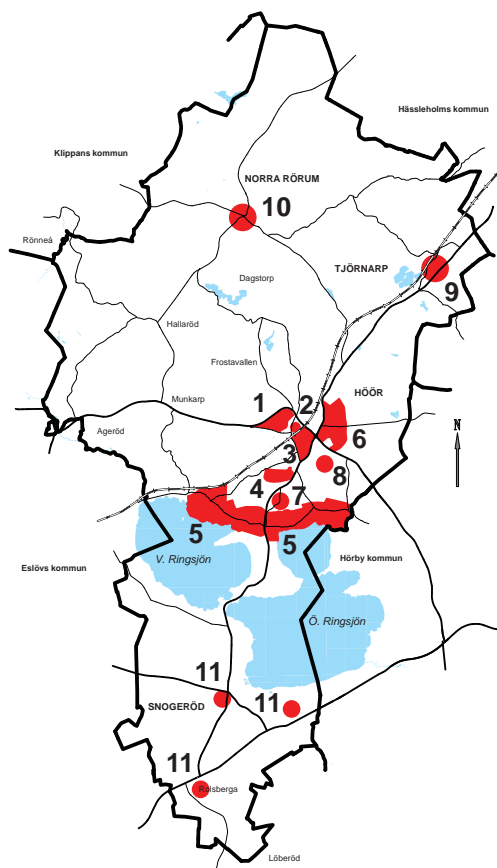 Hässleholms kommun
Klippans kommun
NORRA RÖRUM
10
Rönneå
TJÖRNARP
9
Dagstorp
Hallaröd
Frostavallen
HÖÖR
Munkarp
1
2
Ageröd
3
6
N
4
8
7
5
5
V. Ringsjön
Hörby kommun
Eslövs kommun
Ö. Ringsjön
11
SNOGERÖD
11
11
Rolsberga
Löberöd